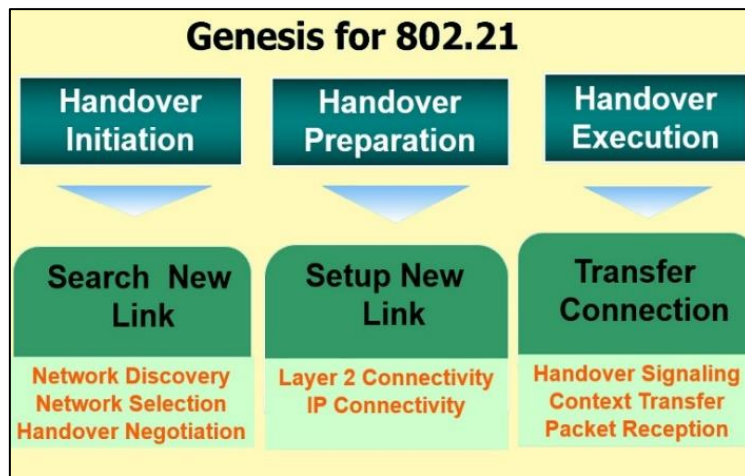 Genesis for 802.21
Handover
Initiation
Handover
Preparation
Handover
Execution
Search New
Link
Setup New
Link
Transfer
Connection
Network Discovery
Network Selection
Handover Negotiation
Layer 2 Connectivity
IP Connectivity
Handover Signaling
Context Transfer
Packet Reception